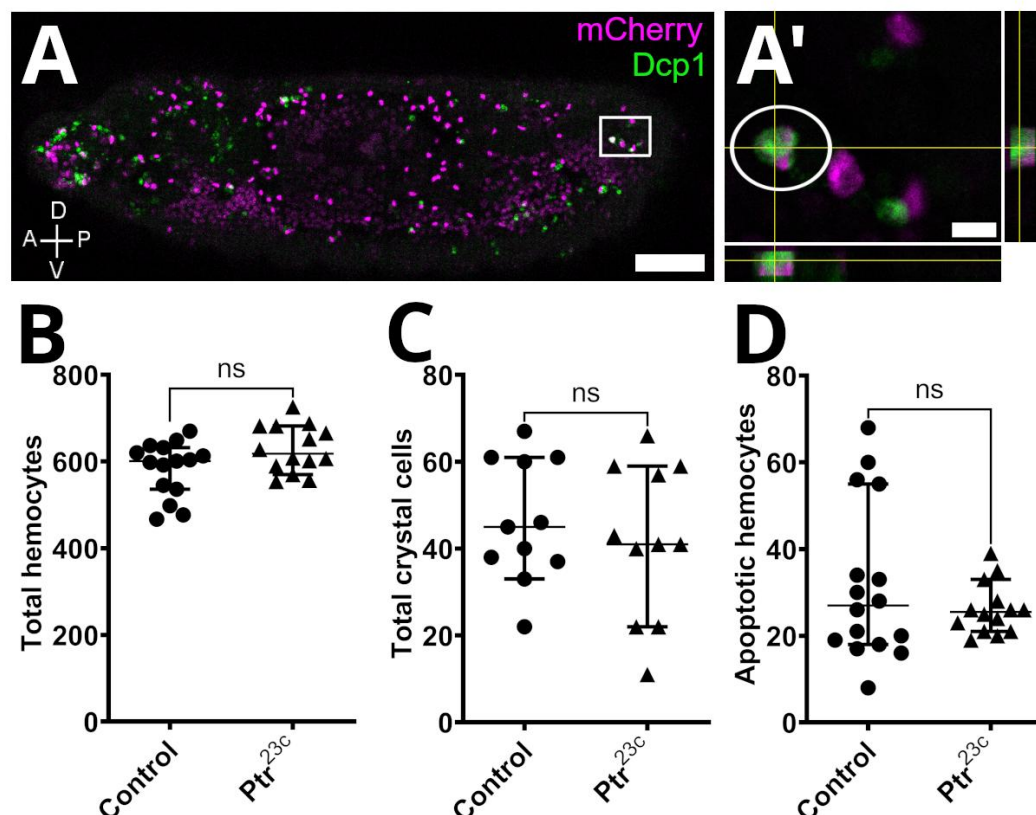 A
mCherry
Dcp1
D
A P
V
A'
B
Total hemocytes
800
600
400
200
0
ns
Control
Ptr23c
C
Total crystal cells
80
60
40
20
0
ns
Control
Ptr23c
D
Apoptotic hemocytes
80
60
40
20
0
ns
Control
Ptr23c